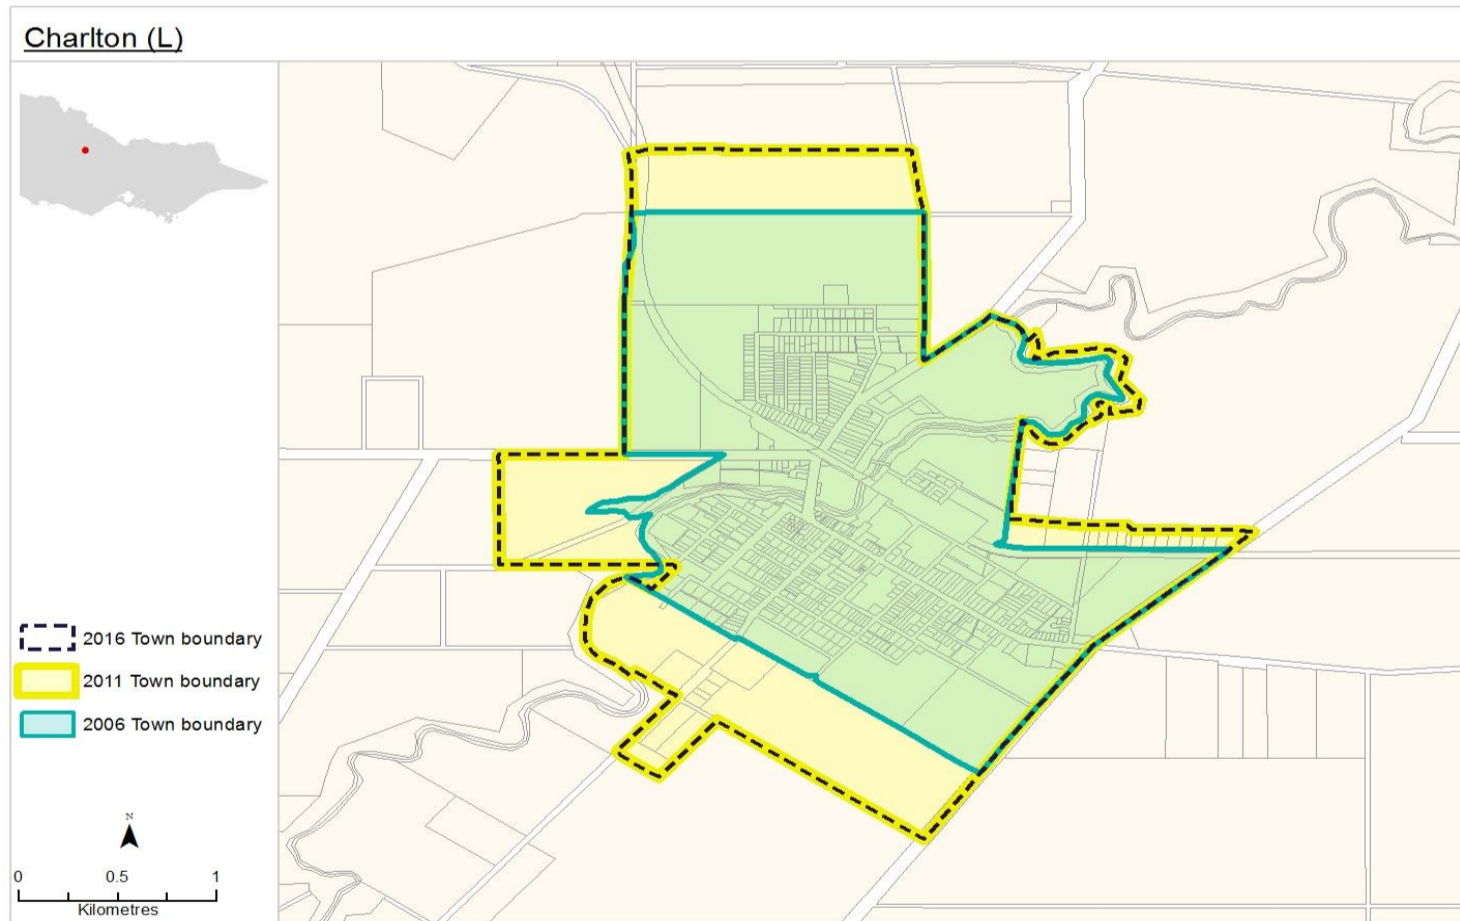 Charlton (L)
2016 Town boundary
2011 Town boundary
2006 Town boundary
N
0 0.5 1
Kilometres